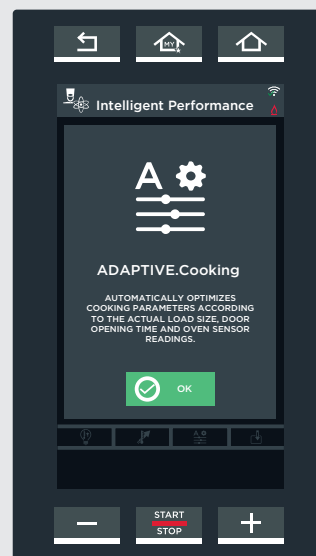 MY
Intelligent Performance
A
ADAPTIVE.Cooking
AUTOMATICALLY OPTIMIZES
COOKING PARAMETERS ACCORDING
TO THE ACTUAL LOAD SIZE, DOOR
OPENING TIME AND OVEN SENSOR
READINGS.
OK
A
START
STOP